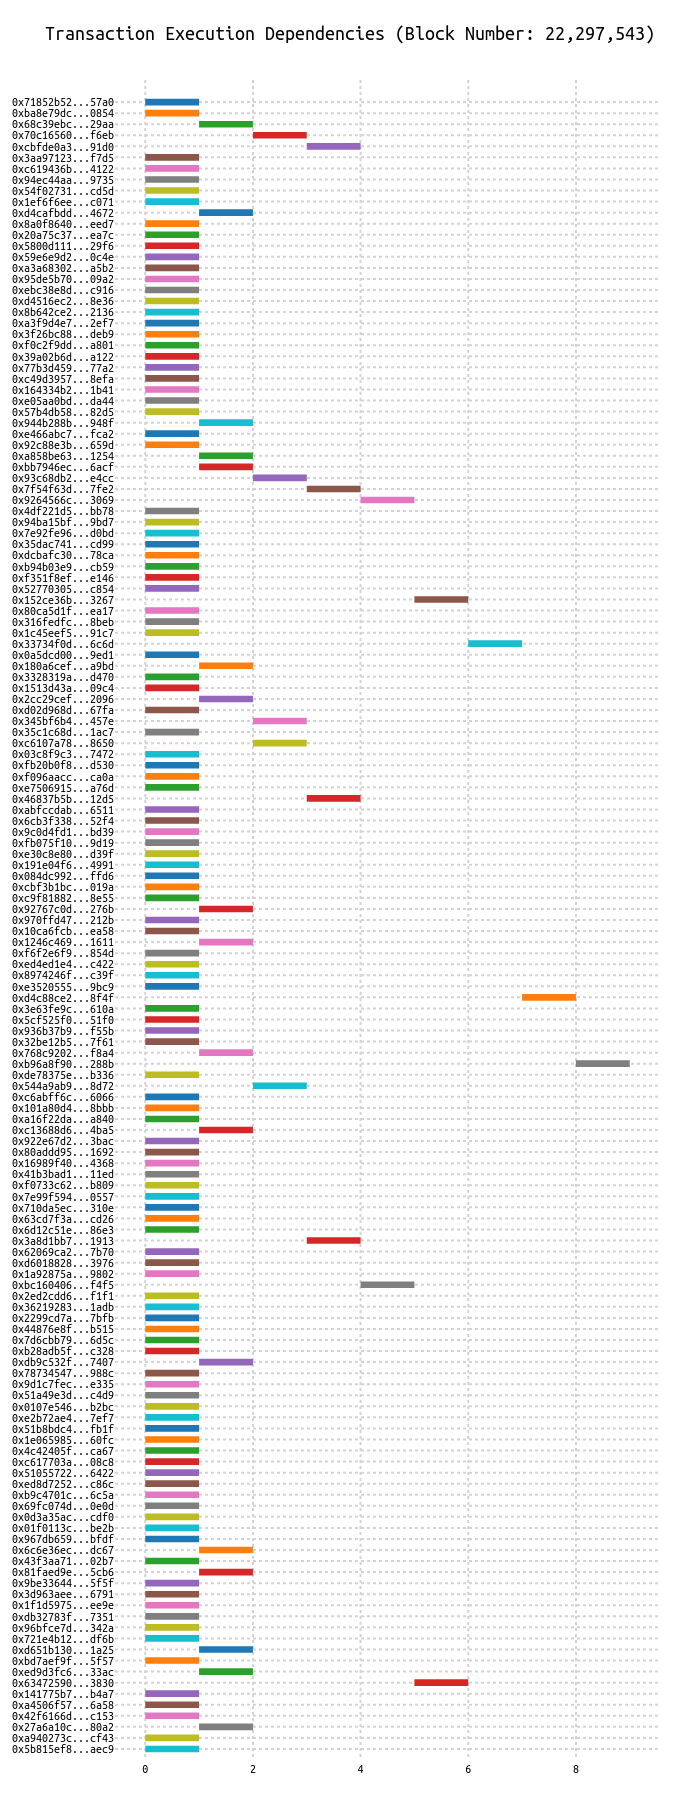 Transaction Execution Dependencies (Block Number: 22,297,543)
0x71852b52...57a0
0xba8e79dc...0854
0x68c39ebc...29aa
0x70c16560...f6eb
0xcbfde0a3...91d0
0x3aa97123...f7d5
0xc619436b...4122
0x94ec44aa...9735
0x54f02731...cd5d
0x1ef6f6ee...c071
0xd4cafbdd...4672
0x8a0f8640...eed7
0x20a75c37...ea7c
0x5800d111...29f6
0x59e6e9d2...0c4e
0xa3a68302...a5b2
0x95de5b70...09a2
0xebc38e8d...c916
0xd4516ec2...8e36
0x8b642ce2...2136
0xa3f9d4e7...2ef7
0x3f26bc88...deb9
0xf0c2f9dd...a801
0x39a02b6d...a122
0x77b3d459...77a2
0xc49d3957...8efa
0x164334b2...1b41
0xe05aa0bd...da44
0x57b4db58...82d5
0x944b288b...948f
0xe466abc7...fca2
0x92c88e3b...659d
0xa858be63...1254
0xbb7946ec...6acf
0x93c68db2...e4cc
0x7f54f63d...7fe2
0x9264566c...3069
0x4df221d5...bb78
0x94ba15bf...9bd7
0x7e92fe96...d0bd
0x35dac741...cd99
0xdcbafc30...78ca
0xb94b03e9...cb59
0xf351f8ef...e146
0x52770305...c854
0x152ce36b...3267
0x80ca5d1f...ea17
0x316fedfc...8beb
0x1c45eef5...91c7
0x33734f0d...6c6d
0x0a5dcd00...9ed1
0x180a6cef...a9bd
0x3328319a...d470
0x1513d43a...09c4
0x2cc29cef...2096
0xd02d968d...67fa
0x345bf6b4...457e
0x35c1c68d...1ac7
0xc6107a78...8650
0x03c8f9c3...7472
0xfb20b0f8...d530
0xf096aacc...ca0a
0xe7506915...a76d
0x46837b5b...12d5
0xabfccdab...6511
0x6cb3f338...52f4
0x9c0d4fd1...bd39
0xfb075f10...9d19
0xe30c8e80...d39f
0x191e04f6...4991
0x084dc992...ffd6
0xcbf3b1bc...019a
0xc9f81882...8e55
0x92767c0d...276b
0x970ffd47...212b
0x10ca6fcb...ea58
0x1246c469...1611
0xf6f2e6f9...854d
0xed4ed1e4...c422
0x8974246f...c39f
0xe3520555...9bc9
0xd4c88ce2...8f4f
0x3e63fe9c...610a
0x5cf525f0...51f0
0x936b37b9...f55b
0x32be12b5...7f61
0x768c9202...f8a4
0xb96a8f90...288b
0xde78375e...b336
0x544a9ab9...8d72
0xc6abff6c...6066
0x101a80d4...8bbb
0xa16f22da...a840
0xc13688d6...4ba5
0x922e67d2...3bac
0x80addd95...1692
0x16989f40...4368
0x41b3bad1...11ed
0xf0733c62...b809
0x7e99f594...0557
0x710da5ec...310e
0x63cd7f3a...cd26
0x6d12c51e...86e3
0x3a8d1bb7...1913
0x62069ca2...7b70
0xd6018828...3976
0x1a92875a...9802
0xbc160406...f4f5
0x2ed2cdd6...f1f1
0x36219283...1adb
0x2299cd7a...7bfb
0x44876e8f...b515
0x7d6cbb79...6d5c
0xb28adb5f...c328
0xdb9c532f...7407
0x78734547...988c
0x9d1c7fec...e335
0x51a49e3d...c4d9
0x0107e546...b2bc
0xe2b72ae4...7ef7
0x51b8bdc4...fb1f
0x1e065985...60fc
0x4c42405f...ca67
0xc617703a...08c8
0x51055722...6422
0xed8d7252...c86c
0xb9c4701c...6c5a
0x69fc074d...0e0d
0x0d3a35ac...cdf0
0x01f0113c...be2b
0x967db659...bfdf
0x6c6e36ec...dc67
0x43f3aa71...02b7
0x81faed9e...5cb6
0x9be33644...5f5f
0x3d963aee...6791
0x1f1d5975...ee9e
0xdb32783f...7351
0x96bfce7d...342a
0x721e4b12...df6b
0xd651b130...1a25
0xbd7aef9f...5f57
0xed9d3fc6...33ac
0x63472590...3830
0x141775b7...b4a7
0xa4506f57...6a58
0x42f6166d...c153
0x27a6a10c...80a2
0xa940273c...cf43
0x5b815ef8...aec9
0 2 4 6 8